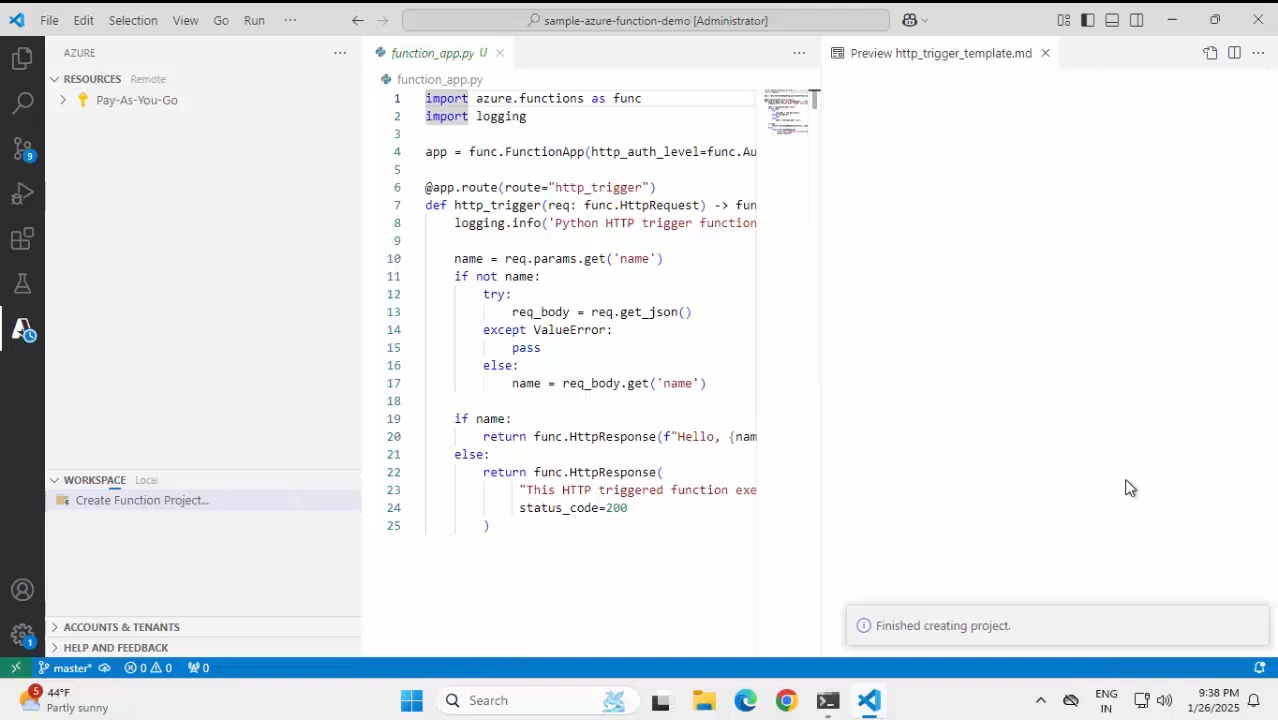 File Edit Selection View Go Run ···
sample-azure-function-demo [Administrator]
AZURE
RESOURCES Remote
Pay-As-You-Go
WORKSPACE Local
Create Function Project...
ACCOUNTS & TENANTS
HELP AND FEEDBACK
9
1
function_app.py U
function_app.py
1 import azure.functions as func
2 import logging
3
4 app = func.FunctionApp(http_auth_level=func.Au
5
6 @app.route(route="http_trigger")
7 def http_trigger(req: func.HttpRequest) -> fun
8 logging.info('Python HTTP trigger function
9
10 name = req.params.get('name')
11 if not name:
12 try:
13 req_body = req.get_json()
14 except ValueError:
15 pass
16 else:
17 name = req_body.get('name')
18
19 if name:
20 return func.HttpResponse(f"Hello, {nam
21 else:
22 return func.HttpResponse(
23 "This HTTP triggered function exe
24 status_code=200
25 )
Preview http_trigger_template.md
Finished creating project.
master* 0 0 0
5
44°F
Partly sunny
Search
ENG
IN
9:38 PM
1/26/2025